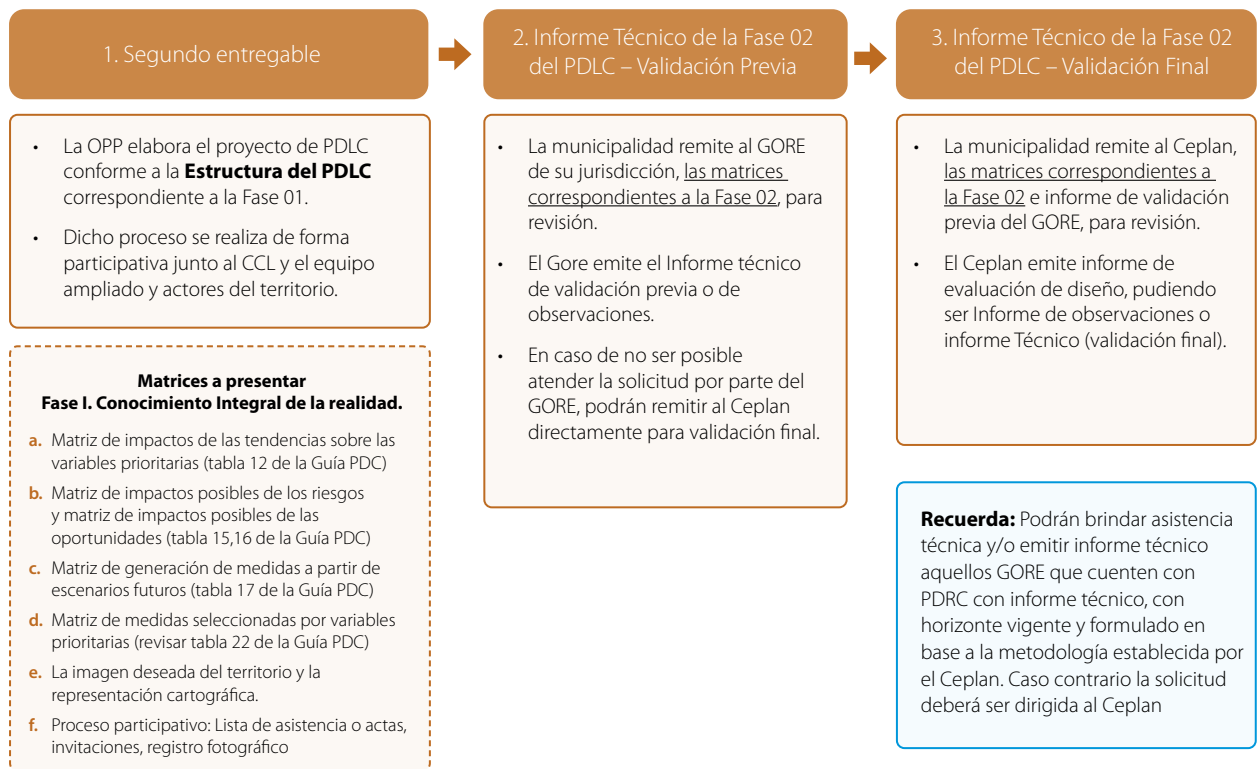 1. Segundo entregable
• La OPP elabora el proyecto de PDLC
conforme a la Estructura del PDLC
correspondiente a la Fase 01.
• Dicho proceso se realiza de forma
participativa junto al CCL y el equipo
ampliado y actores del territorio.
Matrices a presentar
Fase I. Conocimiento Integral de la realidad.
a. Matriz de impactos de las tendencias sobre las
variables prioritarias (tabla 12 de la Guía PDC)
b. Matriz de impactos posibles de los riesgos
y matriz de impactos posibles de las
oportunidades (tabla 15,16 de la Guía PDC)
c. Matriz de generación de medidas a partir de
escenarios futuros (tabla 17 de la Guía PDC)
d. Matriz de medidas seleccionadas por variables
prioritarias (revisar tabla 22 de la Guía PDC)
e. La imagen deseada del territorio y la
representación cartográfica.
f. Proceso participativo: Lista de asistencia o actas,
invitaciones, registro fotográfico
2. Informe Técnico de la Fase 02
del PDLC – Validación Previa
• La municipalidad remite al GORE
de su jurisdicción, las matrices
correspondientes a la Fase 02, para
revisión.
• El Gore emite el Informe técnico
de validación previa o de
observaciones.
• En caso de no ser posible
atender la solicitud por parte del
GORE, podrán remitir al Ceplan
directamente para validación final.
3. Informe Técnico de la Fase 02
del PDLC – Validación Final
• La municipalidad remite al Ceplan,
las matrices correspondientes a
la Fase 02 e informe de validación
previa del GORE, para revisión.
• El Ceplan emite informe de
evaluación de diseño, pudiendo
ser Informe de observaciones o
informe Técnico (validación final).
Recuerda: Podrán brindar asistencia
técnica y/o emitir informe técnico
aquellos GORE que cuenten con
PDRC con informe técnico, con
horizonte vigente y formulado en
base a la metodología establecida por
el Ceplan. Caso contrario la solicitud
deberá ser dirigida al Ceplan